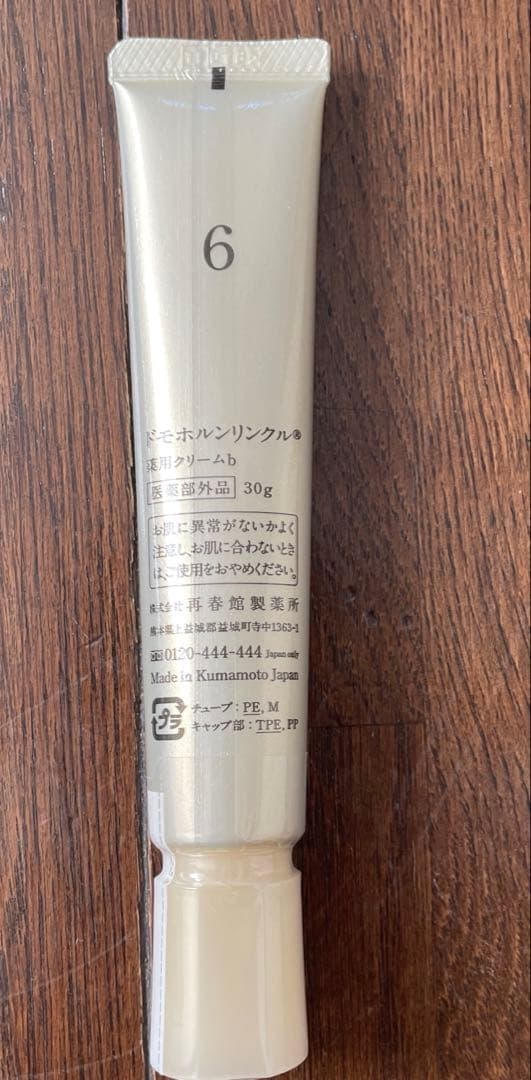 6
ドモホルンリンクル®
薬用クリームb
医薬部外品 30g
お肌に異常がないかよく
注意し、お肌に合わないとき
は、ご使用をおやめください。
株式会社 再春館製薬所
熊本県上益城郡益城町寺中1363-1
0120-444-444 Japan only
Made in Kumamoto Japan
プラ
チューブ : PE, M
キャップ部 : TPE, PP